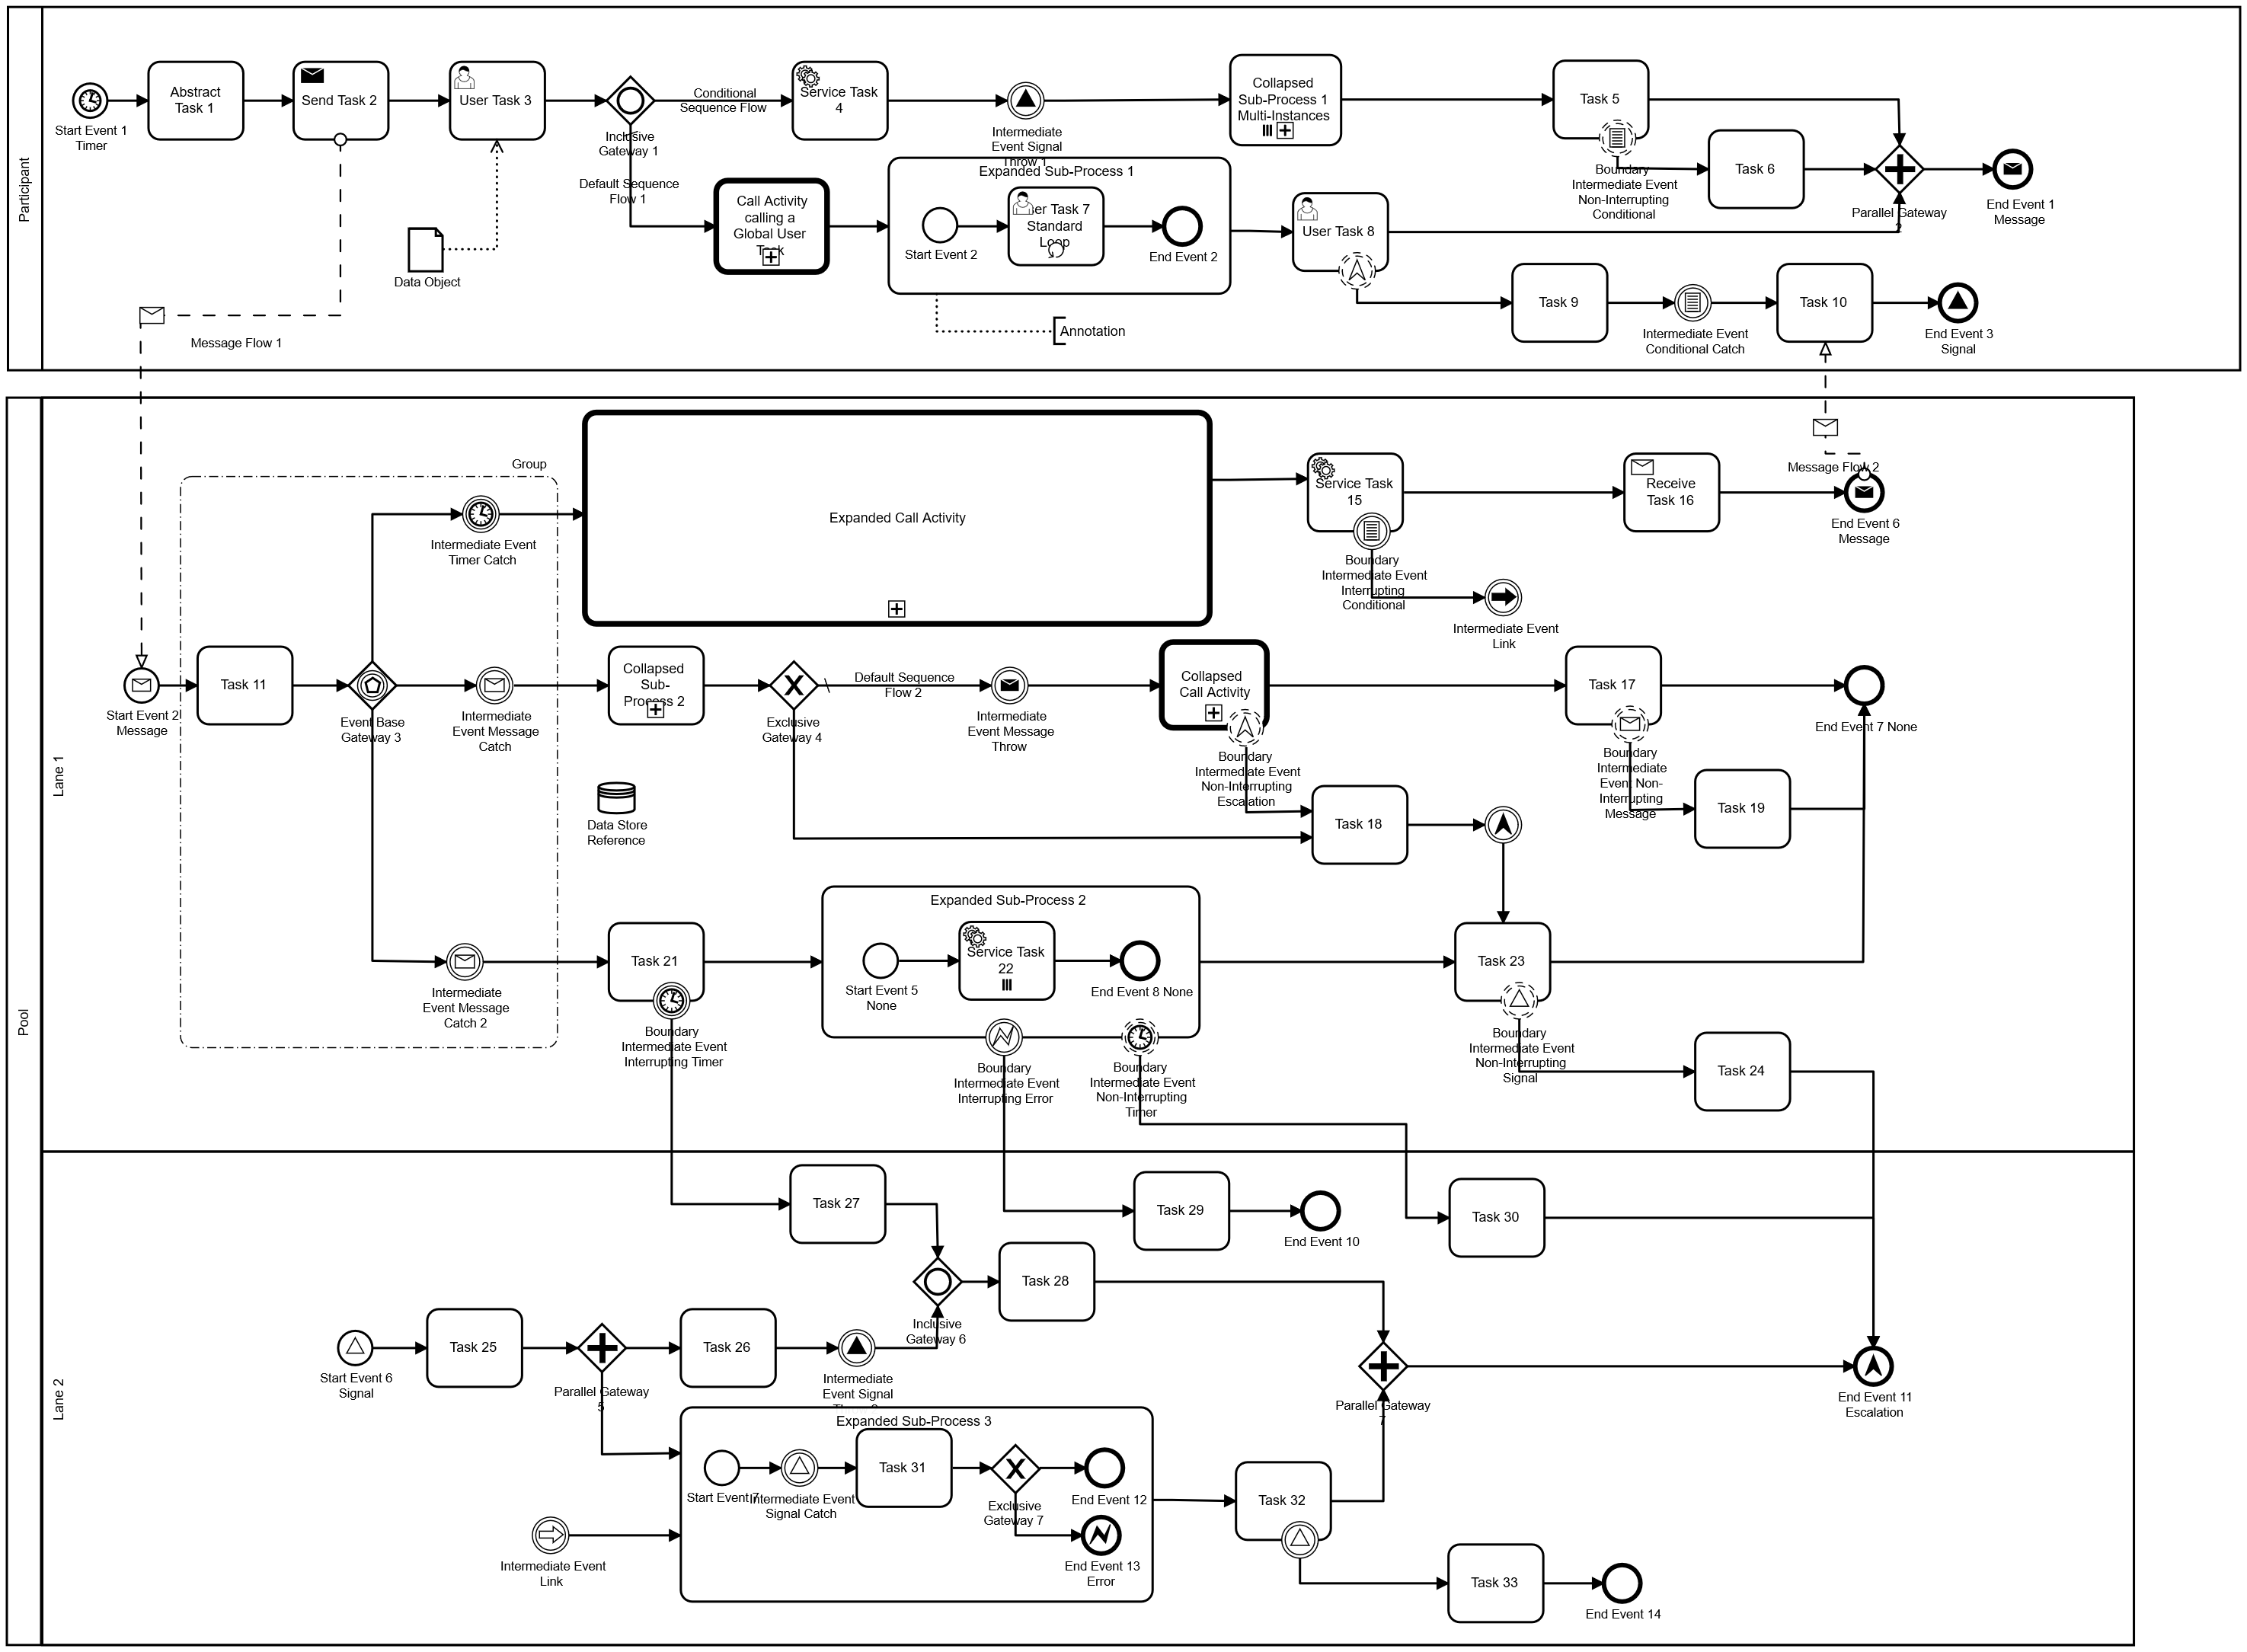 Participant
Start Event 1
Timer
Abstract
Task 1
Send Task 2
User Task 3
Inclusive
Gateway 1
Conditional
Sequence Flow
Service Task
4
Intermediate
Event Signal
Throw 1
Collapsed
Sub-Process 1
Multi-Instances
Task 5
Boundary
Intermediate Event
Non-Interrupting
Conditional
Task 6
Parallel Gateway
2
End Event 1
Message
Default Sequence
Flow 1
Call Activity
calling a
Global User
Task
Expanded Sub-Process 1
Start Event 2
er Task 7
Standard
Loop
End Event 2
User Task 8
Data Object
Annotation
Task 9
Intermediate Event
Conditional Catch
Task 10
End Event 3
Signal
Message Flow 1
Pool
Lane 1
Group
Intermediate Event
Timer Catch
Expanded Call Activity
Service Task
15
Boundary
Intermediate Event
Interrupting
Conditional
Intermediate Event
Link
Receive
Task 16
Message Flow 2
End Event 6
Message
Start Event 2
Message
Task 11
Event Base
Gateway 3
Intermediate
Event Message
Catch
Collapsed
Sub-
Process 2
Exclusive
Gateway 4
Default Sequence
Flow 2
Intermediate
Event Message
Throw
Collapsed
Call Activity
Boundary
Intermediate Event
Non-Interrupting
Escalation
Task 17
Boundary
Intermediate
Event Non-
Interrupting
Message
End Event 7 None
Task 19
Data Store
Reference
Task 18
Intermediate
Event Message
Catch 2
Task 21
Boundary
Intermediate Event
Interrupting Timer
Expanded Sub-Process 2
Start Event 5
None
Service Task
22
End Event 8 None
Boundary
Intermediate Event
Interrupting Error
Boundary
Intermediate Event
Non-Interrupting
Timer
Task 23
Boundary
Intermediate Event
Non-Interrupting
Signal
Task 24
Lane 2
Task 27
Task 29
End Event 10
Task 30
Inclusive
Gateway 6
Task 28
Start Event 6
Signal
Task 25
Parallel Gateway
5
Task 26
Intermediate
Event Signal
Parallel Gateway
7
End Event 11
Escalation
Expanded Sub-Process 3
Start Event 7
Intermediate Event
Signal Catch
Task 31
Exclusive
Gateway 7
End Event 12
End Event 13
Error
Intermediate Event
Link
Task 32
Task 33
End Event 14